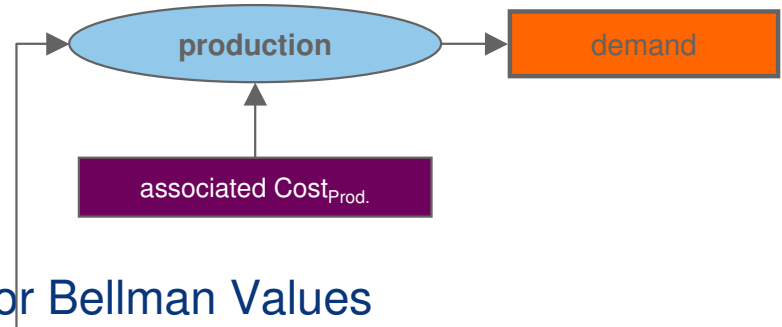 production
demand
associated Cost_Prod.
or Bellman Values